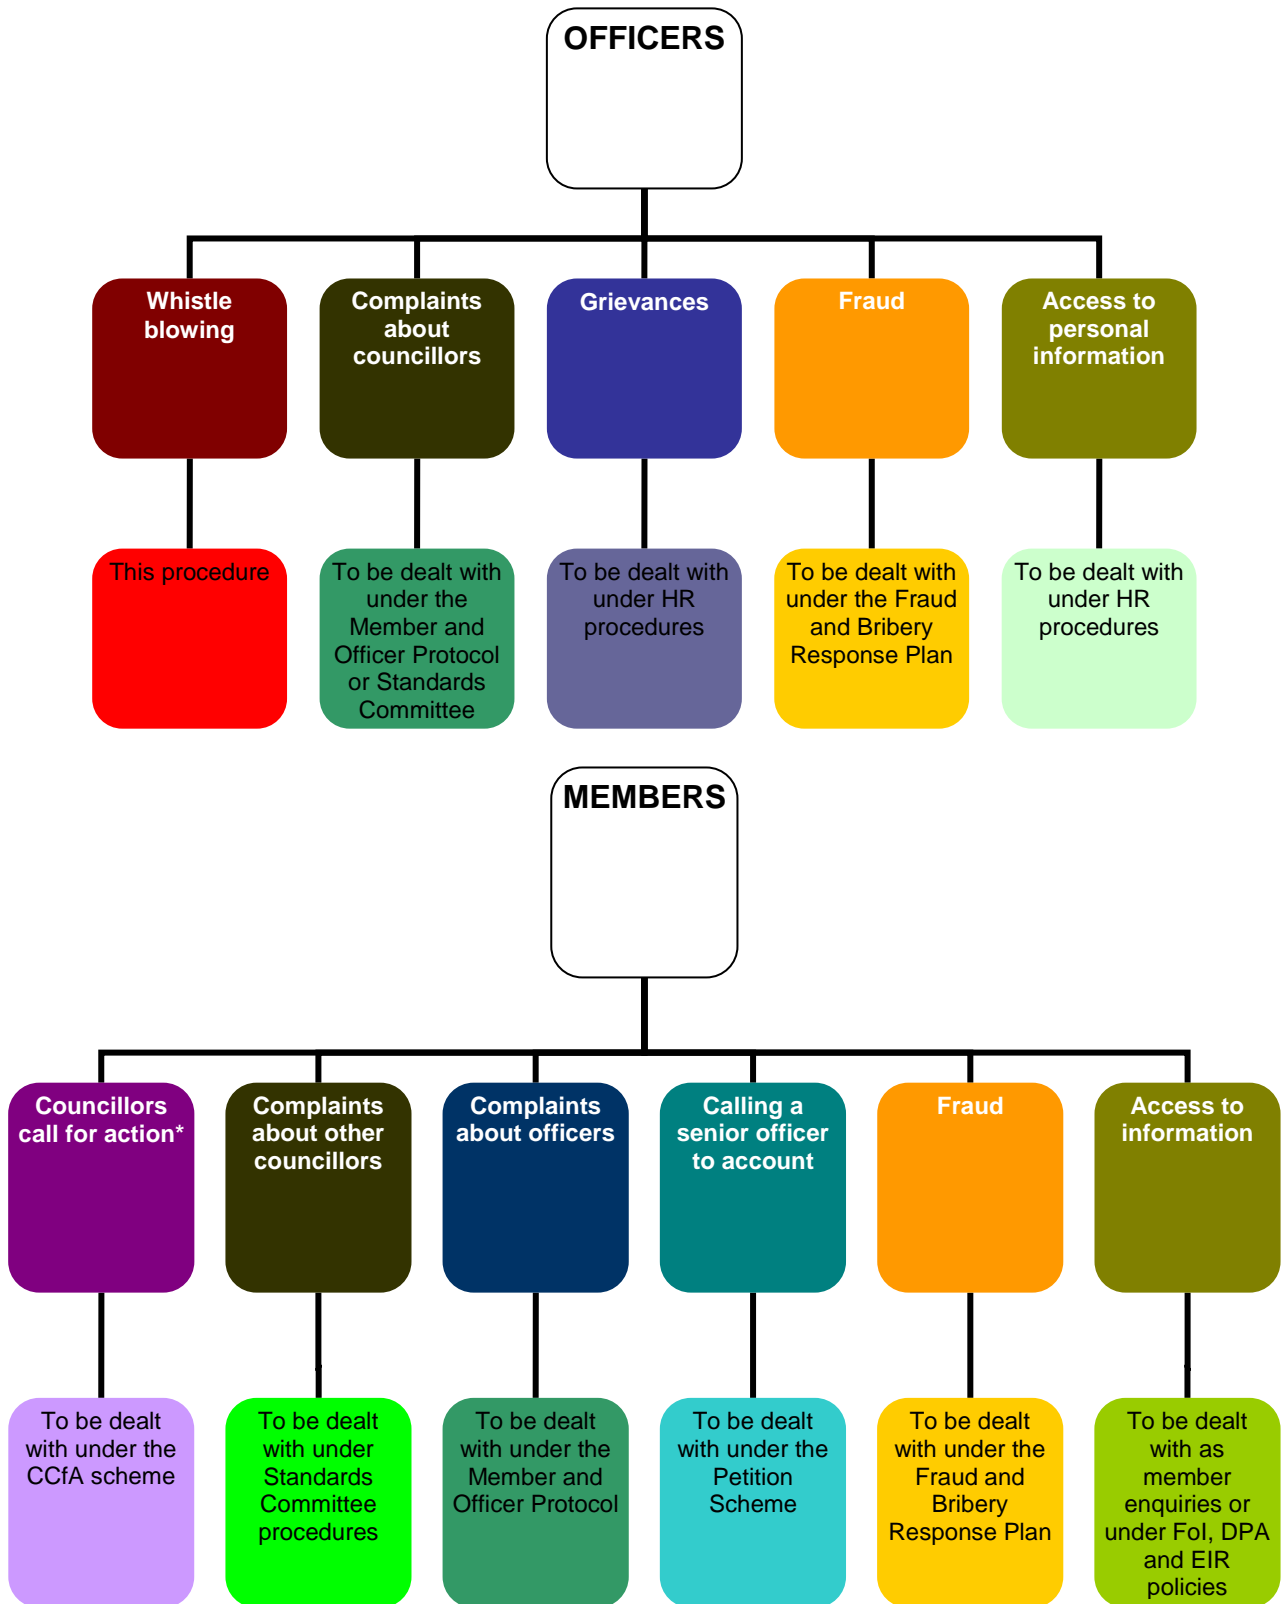 OFFICERS
Whistle
blowing
Complaints
about
councillors
Grievances
Fraud
Access to
personal
information
This procedure
To be dealt with
under the
Member and
Officer Protocol
or Standards
Committee
To be dealt with
under HR
procedures
To be dealt with
under the Fraud
and Bribery
Response Plan
To be dealt with
under HR
procedures
MEMBERS
Councillors
call for action*
Complaints
about other
councillors
Complaints
about officers
Calling a
senior officer
to account
Fraud
Access to
information
To be dealt
with under the
CCfA scheme
To be dealt
with under
Standards
Committee
procedures
To be dealt
with under the
Member and
Officer Protocol
To be dealt
with under the
Petition
Scheme
To be dealt
with under the
Fraud and
Bribery
Response Plan
To be dealt
with as
member
enquiries or
under FoI, DPA
and EIR
policies